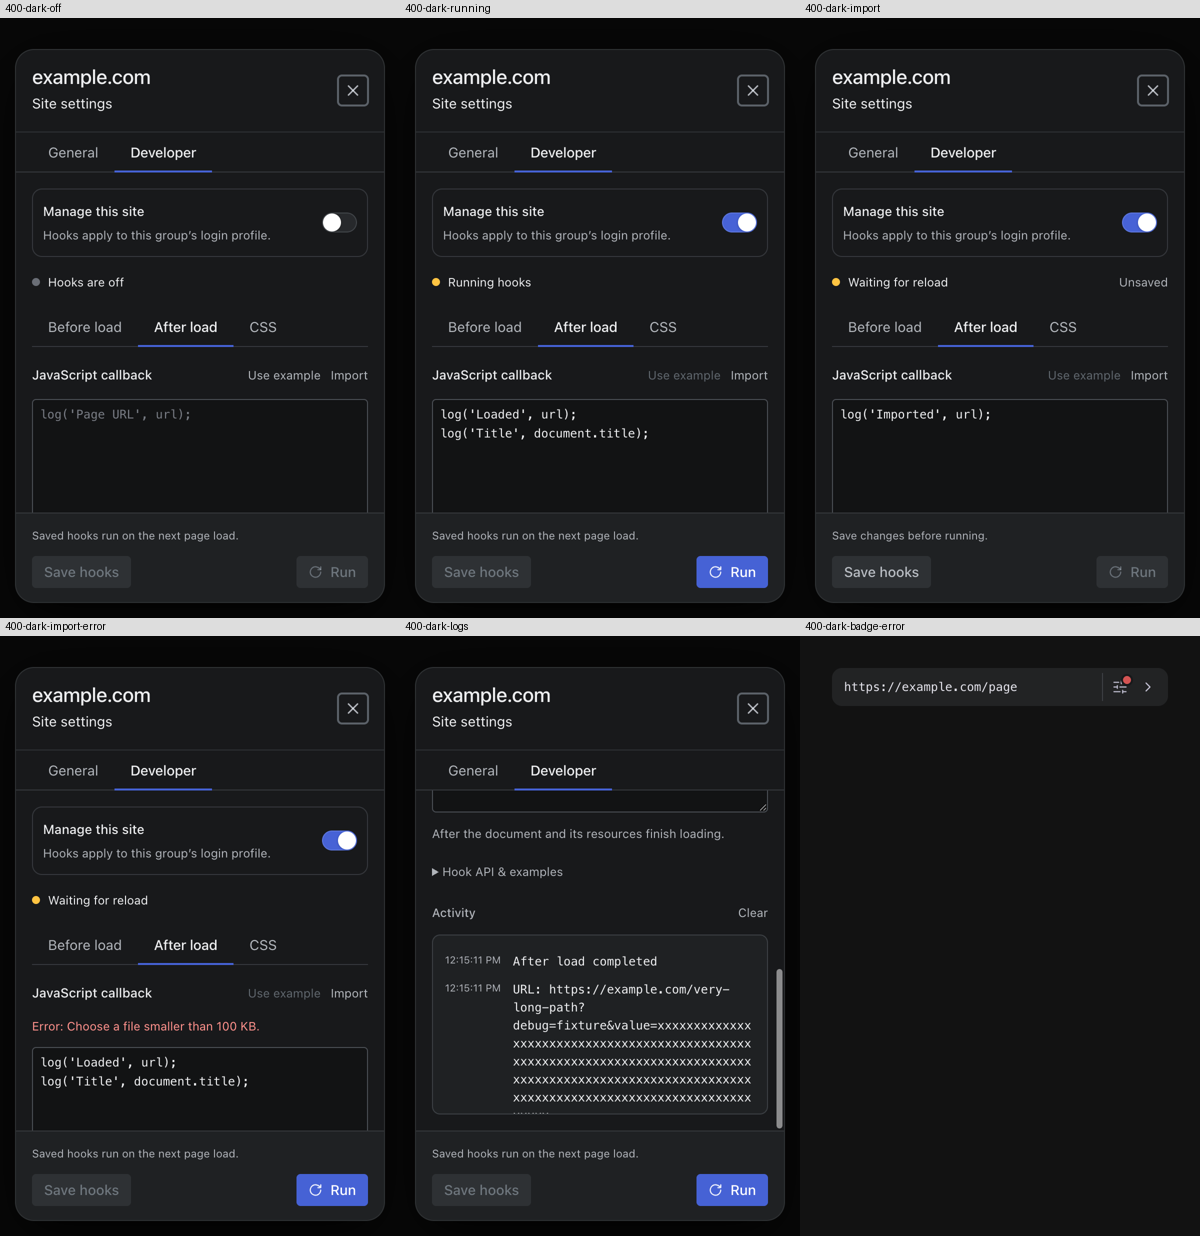 400-dark-off
example.com
Site settings
General
Developer
Manage this site
Hooks apply to this group's login profile.
Hooks are off
Before load
After load
CSS
JavaScript callback
Use example
Import
log('Page URL', url);
Saved hooks run on the next page load.
Save hooks
Run
400-dark-running
example.com
Site settings
General
Developer
Manage this site
Hooks apply to this group's login profile.
Running hooks
Before load
After load
CSS
JavaScript callback
Use example
Import
log('Loaded', url);
log('Title', document.title);
Saved hooks run on the next page load.
Save hooks
Run
400-dark-import
example.com
Site settings
General
Developer
Manage this site
Hooks apply to this group's login profile.
Waiting for reload
Unsaved
Before load
After load
CSS
JavaScript callback
Use example
Import
log('Imported', url);
Save changes before running.
Save hooks
Run
400-dark-import-error
example.com
Site settings
General
Developer
Manage this site
Hooks apply to this group's login profile.
Waiting for reload
Before load
After load
CSS
JavaScript callback
Use example
Import
Error: Choose a file smaller than 100 KB.
log('Loaded', url);
log('Title', document.title);
Saved hooks run on the next page load.
Save hooks
Run
400-dark-logs
example.com
Site settings
General
Developer
After the document and its resources finish loading.
Hook API & examples
Activity
Clear
12:15:11 PM After load completed
12:15:11 PM URL: https://example.com/very-
long-path?
debug=fixture&value=xxxxxxxxxxxxx
xxxxxxxxxxxxxxxxxxxxxxxxxxxxxxxxx
xxxxxxxxxxxxxxxxxxxxxxxxxxxxxxxxx
xxxxxxxxxxxxxxxxxxxxxxxxxxxxxxxxx
xxxxxxxxxxxxxxxxxxxxxxxxxxxxxxxxx
Saved hooks run on the next page load.
Save hooks
Run
400-dark-badge-error
https://example.com/page